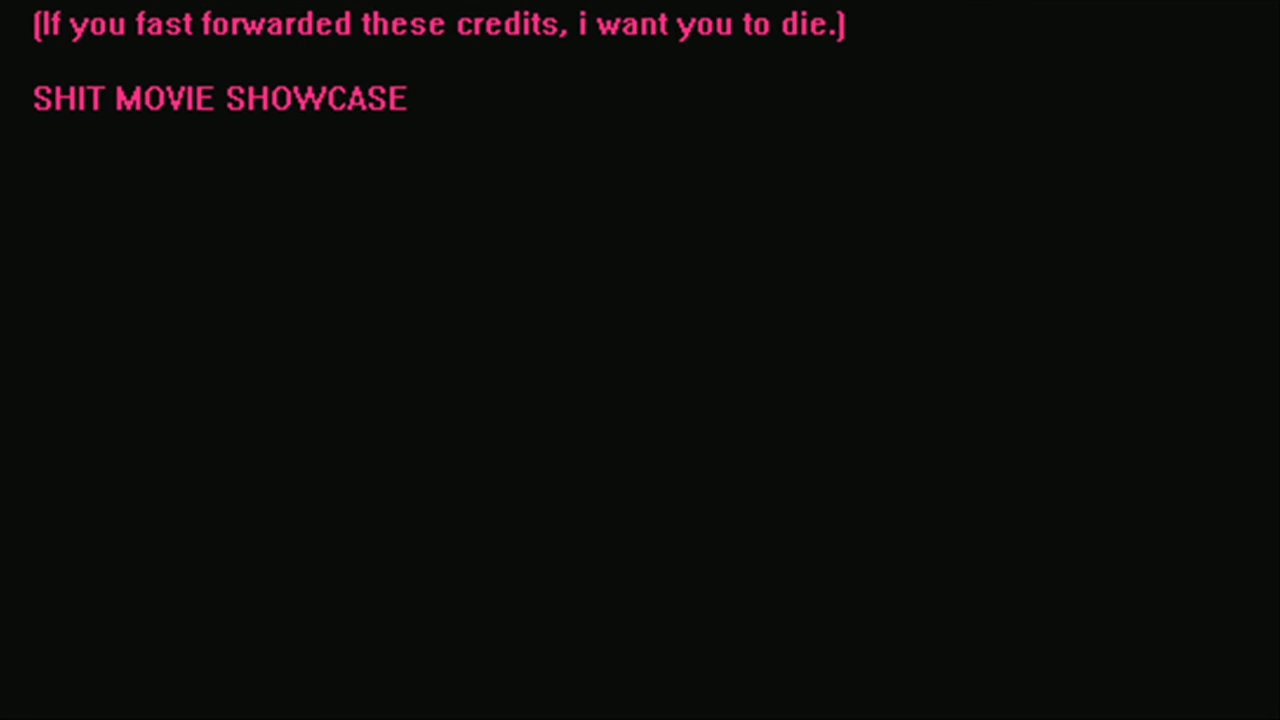 (If you fast forwarded these credits, i want you to die.)
SHIT MOVIE SHOWCASE